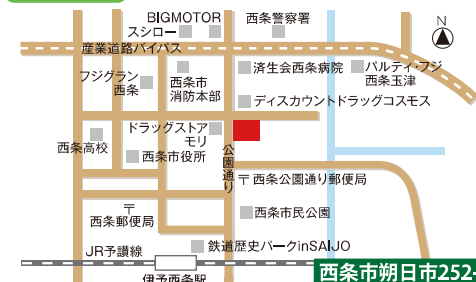 BIGMOTOR
西条警察署
スシロー
N
産業道路バイパス
済生会西条病院
パルティ・フジ
西条玉津
フジグラン
西条
西条市
消防本部
ディスカウントドラッグコスモス
ドラッグストア
モリ
西条高校
西条市役所
公園通り
〒西条公園通り郵便局
〒
西条郵便局
西条市民公園
鉄道歴史パークinSAIJO
JR予讃線
伊予西条駅
西条市朔日市252-